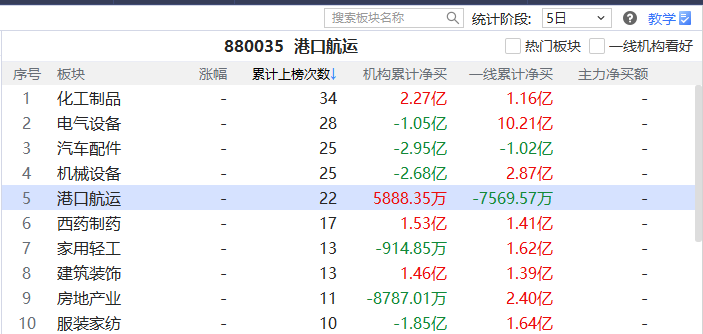 搜索板块名称 统计阶段: 5日 ? 教学
880035 港口航运 热门板块 一线机构看好
序号 板块 涨幅 累计上榜次数↓ 机构累计净买 一线累计净买 主力净买额
1 化工制品 - 34 2.27亿 1.16亿 -
2 电气设备 - 28 -1.05亿 10.21亿 -
3 汽车配件 - 25 -2.95亿 -1.02亿 -
4 机械设备 - 25 -2.68亿 2.87亿 -
5 港口航运 - 22 5888.35万 -7569.57万 -
6 西药制药 - 17 1.53亿 1.41亿 -
7 家用轻工 - 13 -914.85万 1.62亿 -
8 建筑装饰 - 13 1.46亿 1.39亿 -
9 房地产业 - 11 -8787.01万 2.40亿 -
10 服装家纺 - 10 -1.85亿 1.64亿 -